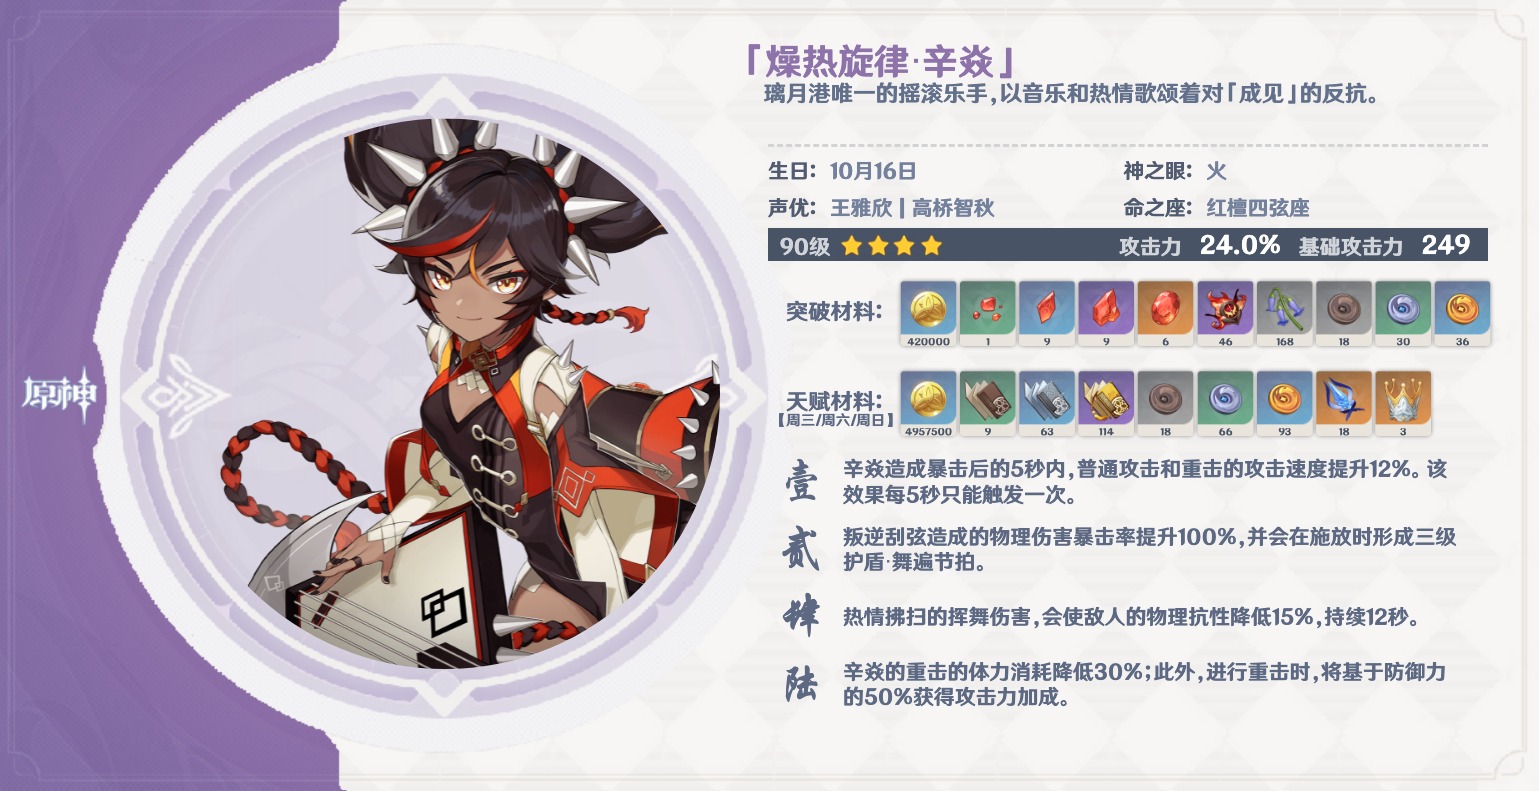 原神
「燥热旋律·辛焱」
璃月港唯一的摇滚乐手,以音乐和热情歌颂着对「成见」的反抗。
生日: 10月16日 神之眼: 火
声优: 王雅欣 | 高桥智秋 命之座: 红檀四弦座
90级 攻击力 24.0% 基础攻击力 249
突破材料:
420000 1 9 9 6 46 168 18 30 36
天赋材料:
【周三/周六/周日】
4957500 9 63 114 18 66 93 18 3
壹 辛焱造成暴击后的5秒内,普通攻击和重击的攻击速度提升12%。该
效果每5秒只能触发一次。
贰 叛逆刮弦造成的物理伤害暴击率提升100%,并会在施放时形成三级
护盾·舞遍节拍。
肆 热情拂扫的挥舞伤害,会使敌人的物理抗性降低15%,持续12秒。
陆 辛焱的重击的体力消耗降低30%;此外,进行重击时,将基于防御力
的50%获得攻击力加成。